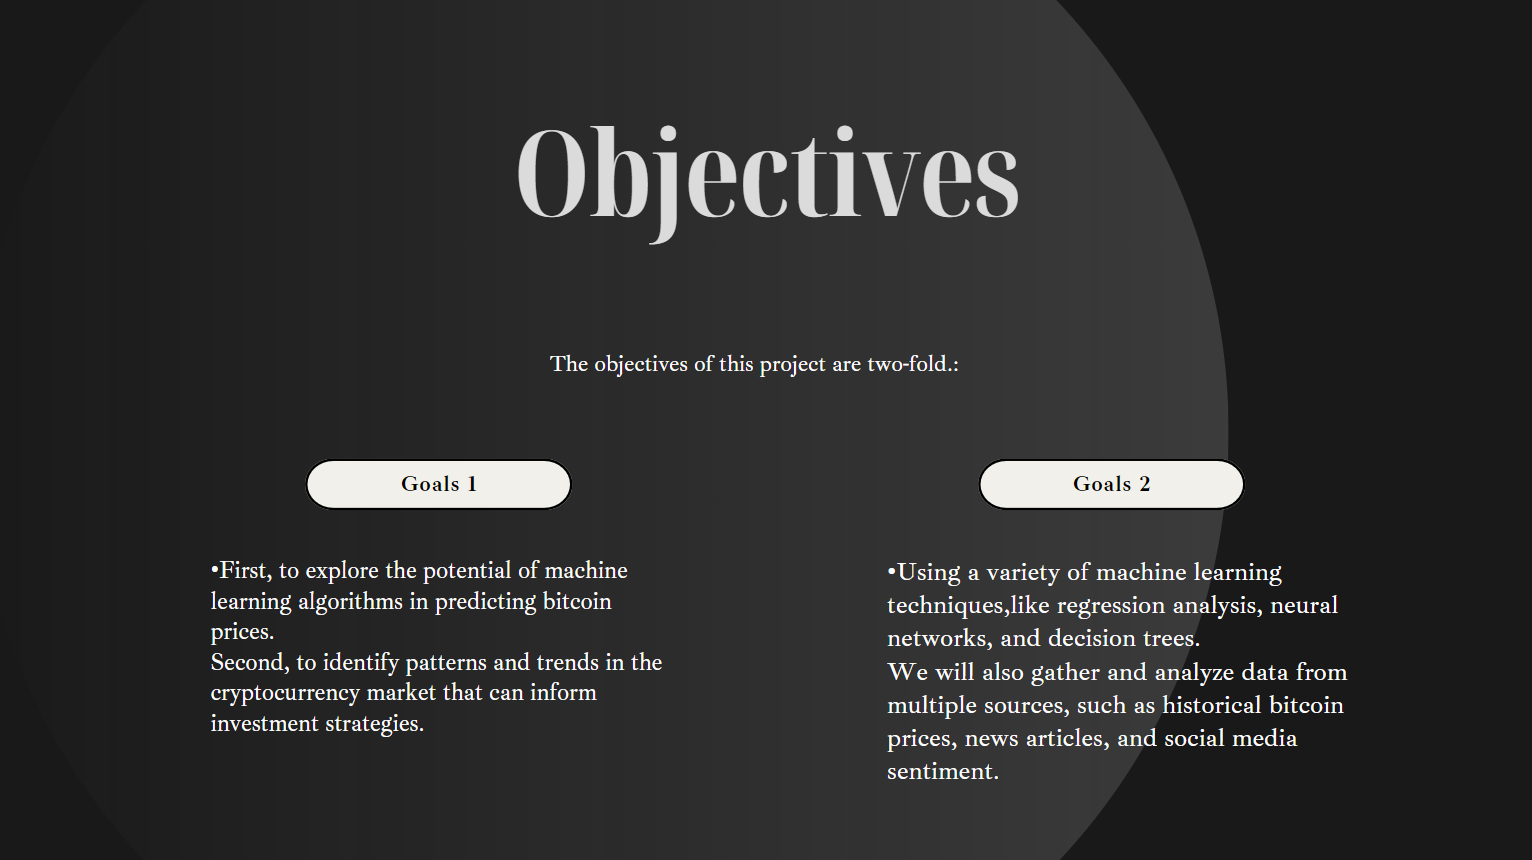 Objectives
The objectives of this project are two-fold.:
Goals 1
•First, to explore the potential of machine
learning algorithms in predicting bitcoin
prices.
Second, to identify patterns and trends in the
cryptocurrency market that can inform
investment strategies.
Goals 2
•Using a variety of machine learning
techniques,like regression analysis, neural
networks, and decision trees.
We will also gather and analyze data from
multiple sources, such as historical bitcoin
prices, news articles, and social media
sentiment.